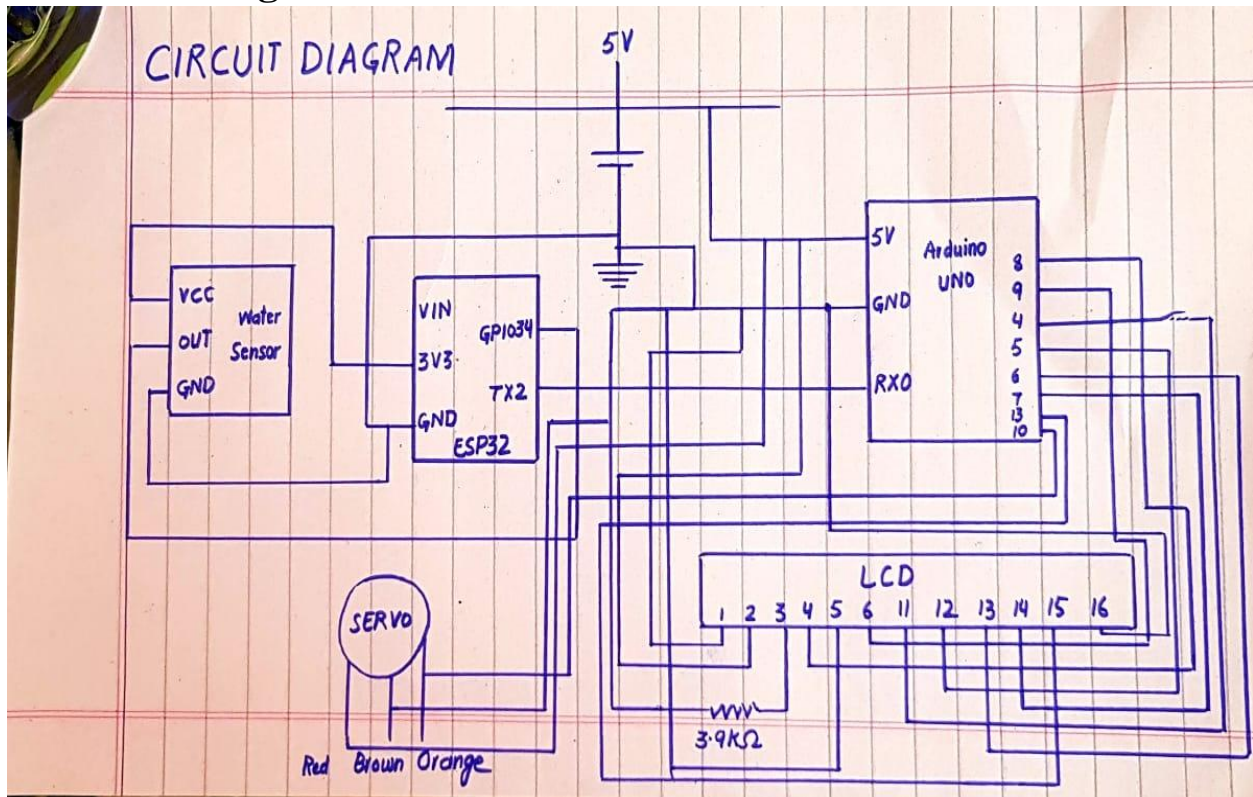 CIRCUIT DIAGRAM
5V
VCC
OUT
GND
Water
Sensor
VIN
3V3
GND
GPIO34
TX2
ESP32
5V
GND
RX0
Arduino
UNO
8
9
4
5
6
7
13
10
LCD
1 2 3 4 5 6 11 12 13 14 15 16
SERVO
3.9KΩ
Red Brown Orange